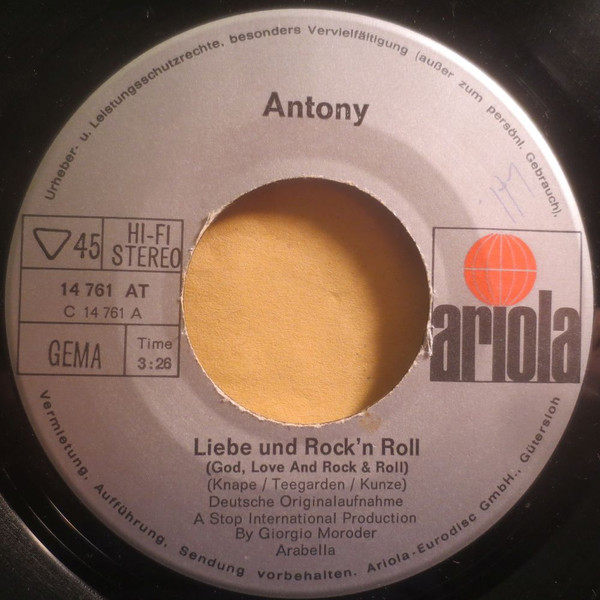 Urheber- u. Leistungsschutzrechte, besonders Vervielfältigung (außer zum persönl. Gebrauch),
Antony
45
HI-FI
STEREO
14 761 AT
C 14 761 A
GEMA
Time
3:26
ariola
Liebe und Rock'n Roll
(God, Love And Rock & Roll)
(Knape / Teegarden / Kunze)
Deutsche Originalaufnahme
A Stop International Production
By Giorgio Moroder
Arabella
Vermietung, Aufführung, Sendung vorbehalten. Ariola-Eurodisc GmbH., Gütersloh